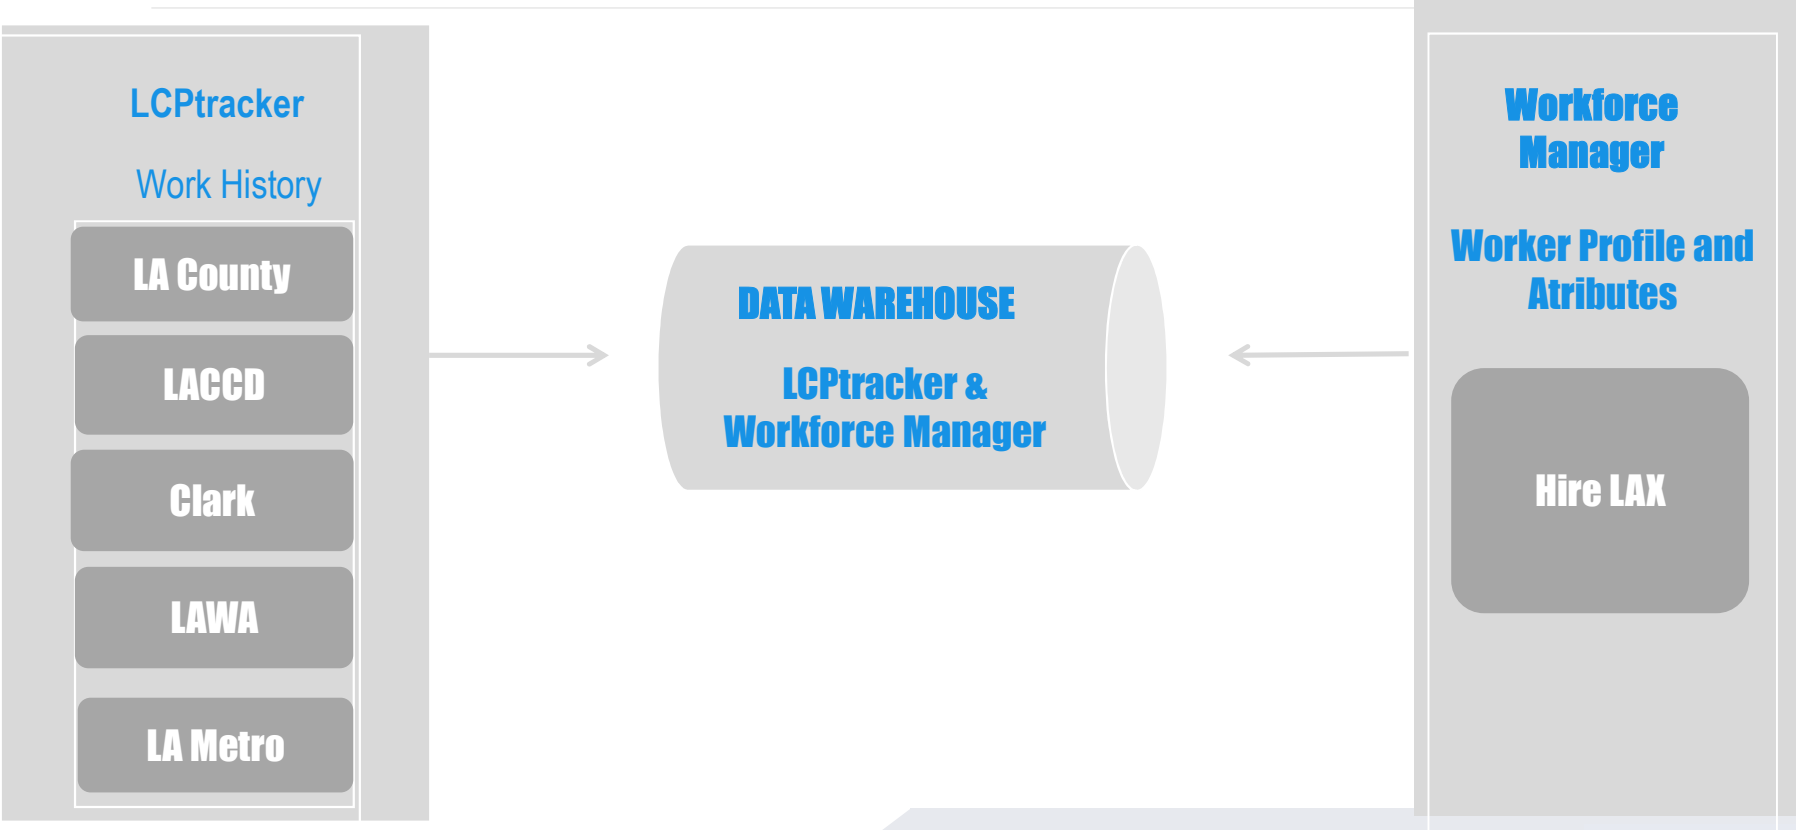 LCPtracker
Work History
LA County
LACCD
Clark
LAWA
LA Metro
DATA WAREHOUSE
LCPtracker &
Workforce Manager
Workforce
Manager
Worker Profile and
Atributes
Hire LAX